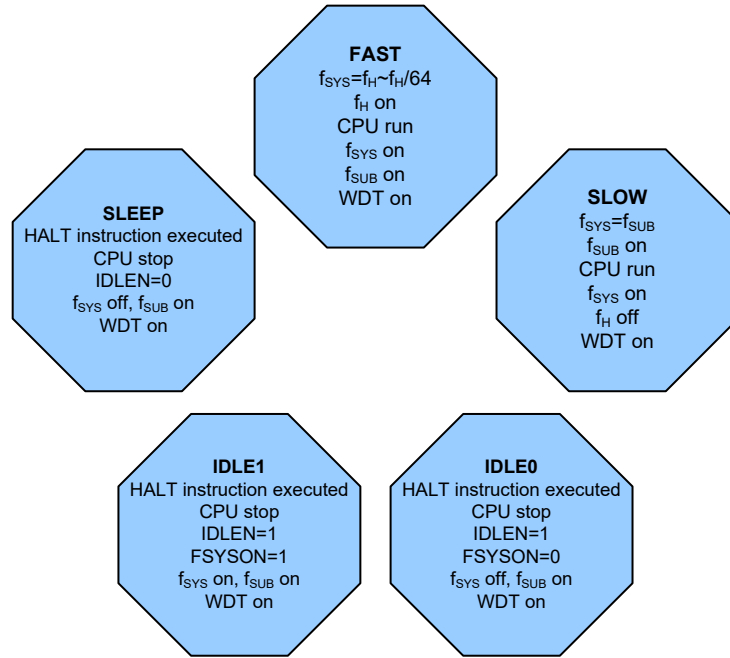 FAST
fSYS=fH~fH/64
fH on
CPU run
fSYS on
fSUB on
WDT on
SLEEP
HALT instruction executed
CPU stop
IDLEN=0
fSYS off, fSUB on
WDT on
SLOW
fSYS=fSUB
fSUB on
CPU run
fSYS on
fH off
WDT on
IDLE1
HALT instruction executed
CPU stop
IDLEN=1
FSYSON=1
fSYS on, fSUB on
WDT on
IDLE0
HALT instruction executed
CPU stop
IDLEN=1
FSYSON=0
fSYS off, fSUB on
WDT on